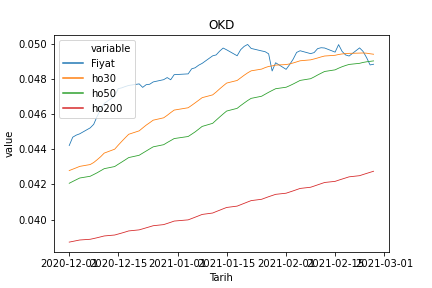 OKD
variable
Fiyat
ho30
ho50
ho200
0.050
0.048
0.046
0.044
0.042
0.040
value
2020-12-01
2020-12-15
2021-01-01
2021-01-15
2021-02-01
2021-02-15
2021-03-01
Tarih